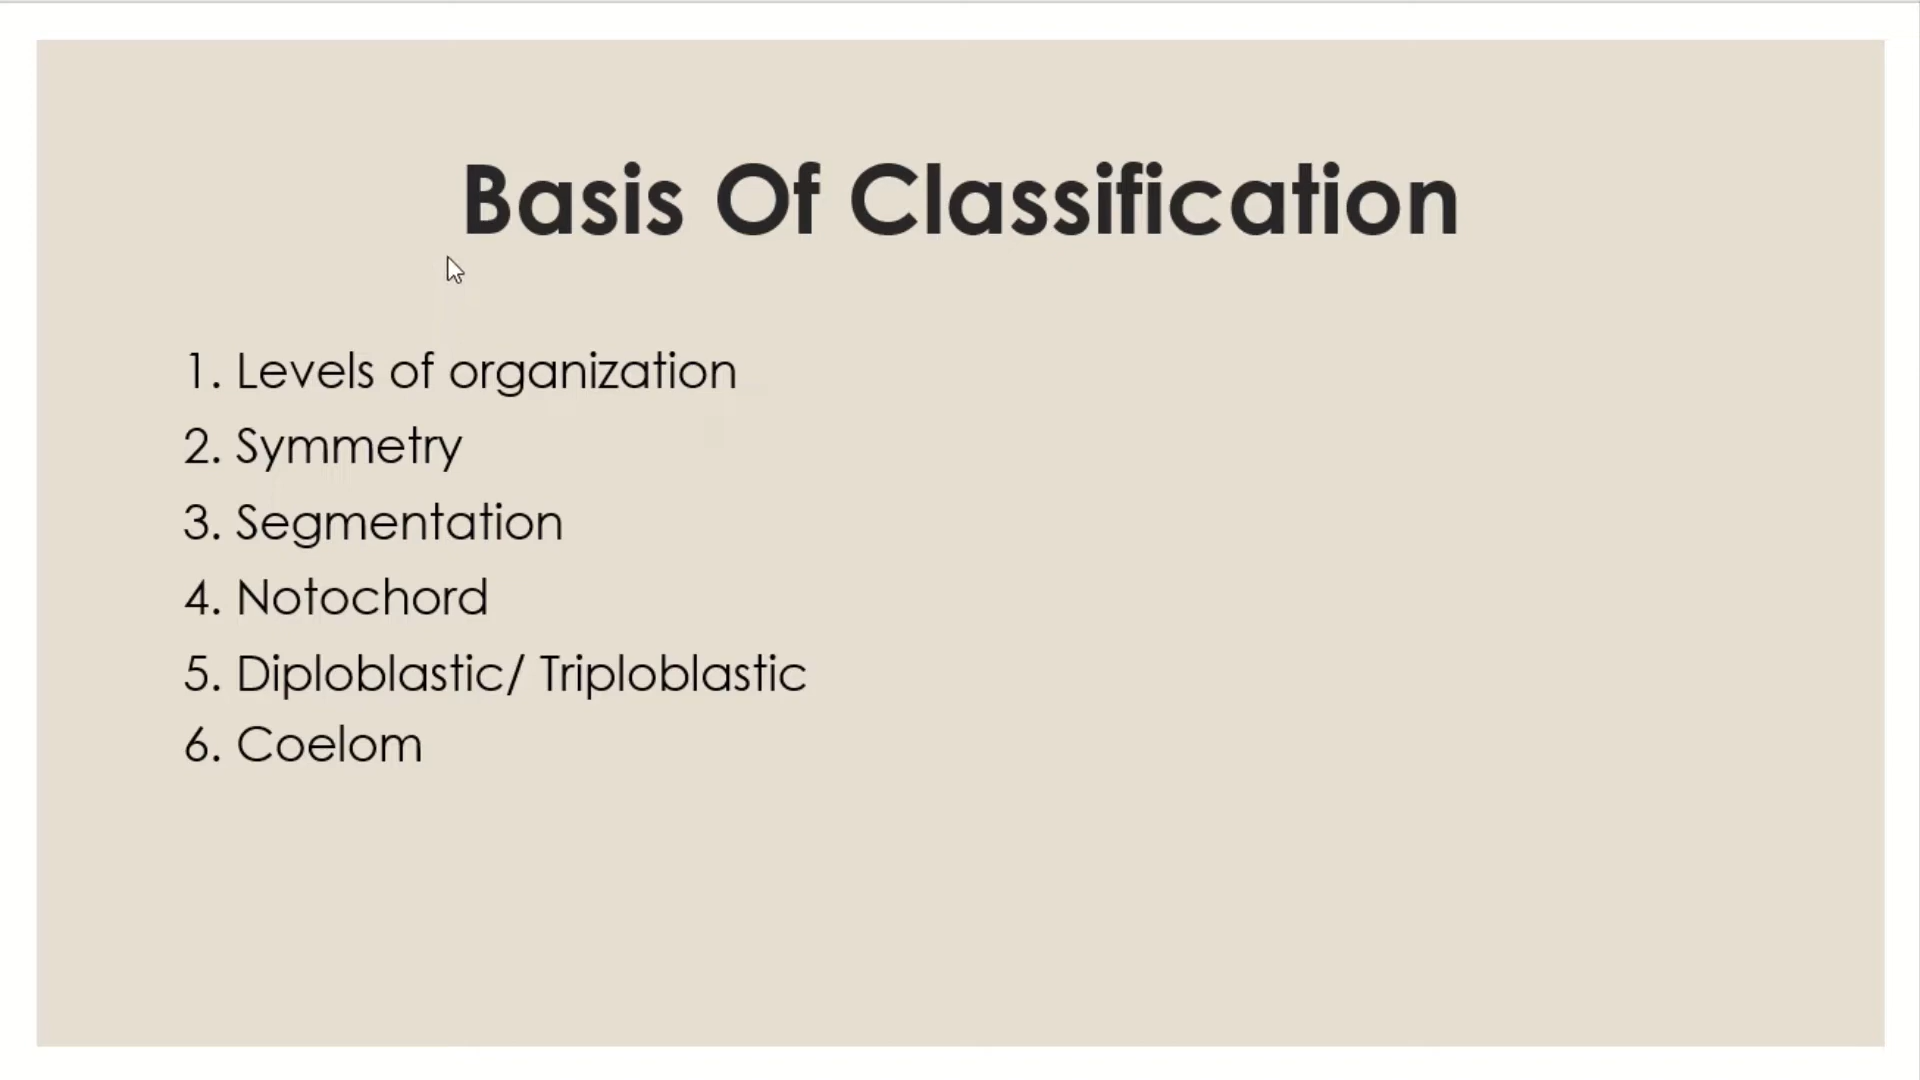 Basis Of Classification
1. Levels of organization
2. Symmetry
3. Segmentation
4. Notochord
5. Diploblastic/ Triploblastic
6. Coelom